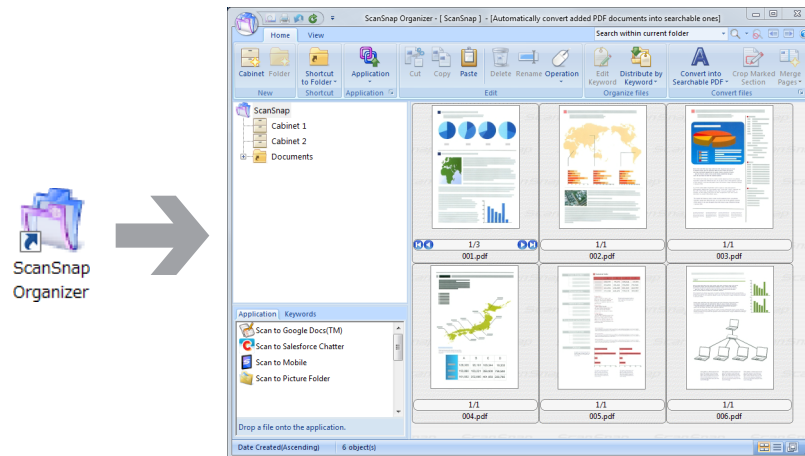 ScanSnap
Organizer
ScanSnap Organizer - [ ScanSnap ] - [Automatically convert added PDF documents into searchable ones]
Home View
Search within current folder
Cabinet Folder Shortcut to Folder Application Cut Copy Paste Delete Rename Operation Edit Keyword Distribute by Keyword Convert into Searchable PDF Crop Marked Section Merge Pages
New Shortcut Application Edit Organize files Convert files
ScanSnap
Cabinet 1
Cabinet 2
Documents
1/3 1/1 1/1
001.pdf 002.pdf 003.pdf
Application Keywords
Scan to Google Docs(TM)
Scan to Salesforce Chatter
Scan to Mobile
Scan to Picture Folder
1/1 1/1 1/1
004.pdf 005.pdf 006.pdf
Drop a file onto the application.
Date Created(Ascending) 6 object(s)